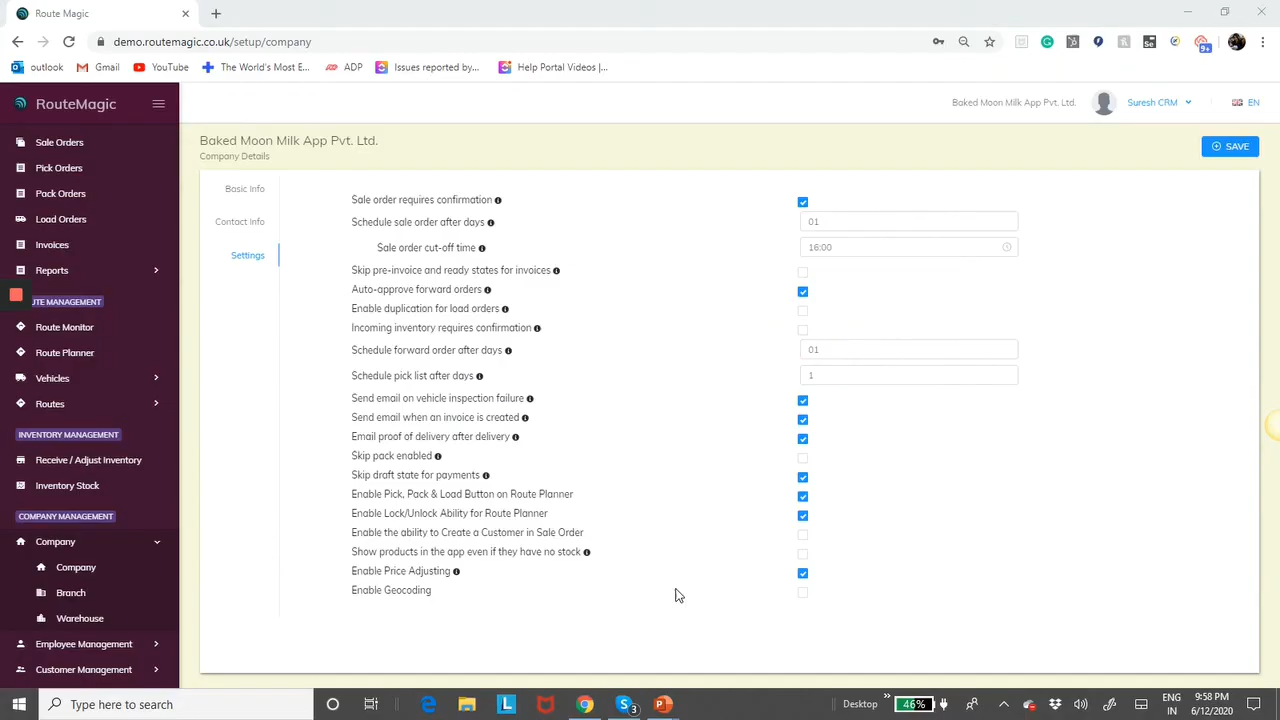 Route Magic
demo.routemagic.co.uk/setup/company
9+
outlook
Gmail
YouTube
The World's Most E...
ADP
Issues reported by...
Help Portal Videos |...
RouteMagic
Baked Moon Milk App Pvt. Ltd.
Suresh CRM
EN
Sale Orders
Pick Orders
Pack Orders
Load Orders
Invoices
Reports
UTE MANAGEMENT
Route Monitor
Route Planner
Vehicles
Routes
INVENTORY MANAGEMENT
Receive / Adjust Inventory
Inventory Stock
COMPANY MANAGEMENT
Company
Company
Branch
Warehouse
Employee Management
Customer Management
Baked Moon Milk App Pvt. Ltd.
Company Details
SAVE
Basic Info
Contact Info
Settings
Sale order requires confirmation
Schedule sale order after days
01
Sale order cut-off time
16:00
Skip pre-invoice and ready states for invoices
Auto-approve forward orders
Enable duplication for load orders
Incoming inventory requires confirmation
Schedule forward order after days
01
Schedule pick list after days
1
Send email on vehicle inspection failure
Send email when an invoice is created
Email proof of delivery after delivery
Skip pack enabled
Skip draft state for payments
Enable Pick, Pack & Load Button on Route Planner
Enable Lock/Unlock Ability for Route Planner
Enable the ability to Create a Customer in Sale Order
Show products in the app even if they have no stock
Enable Price Adjusting
Enable Geocoding
Type here to search
3
Desktop
46%
ENG
IN
9:58 PM
6/12/2020